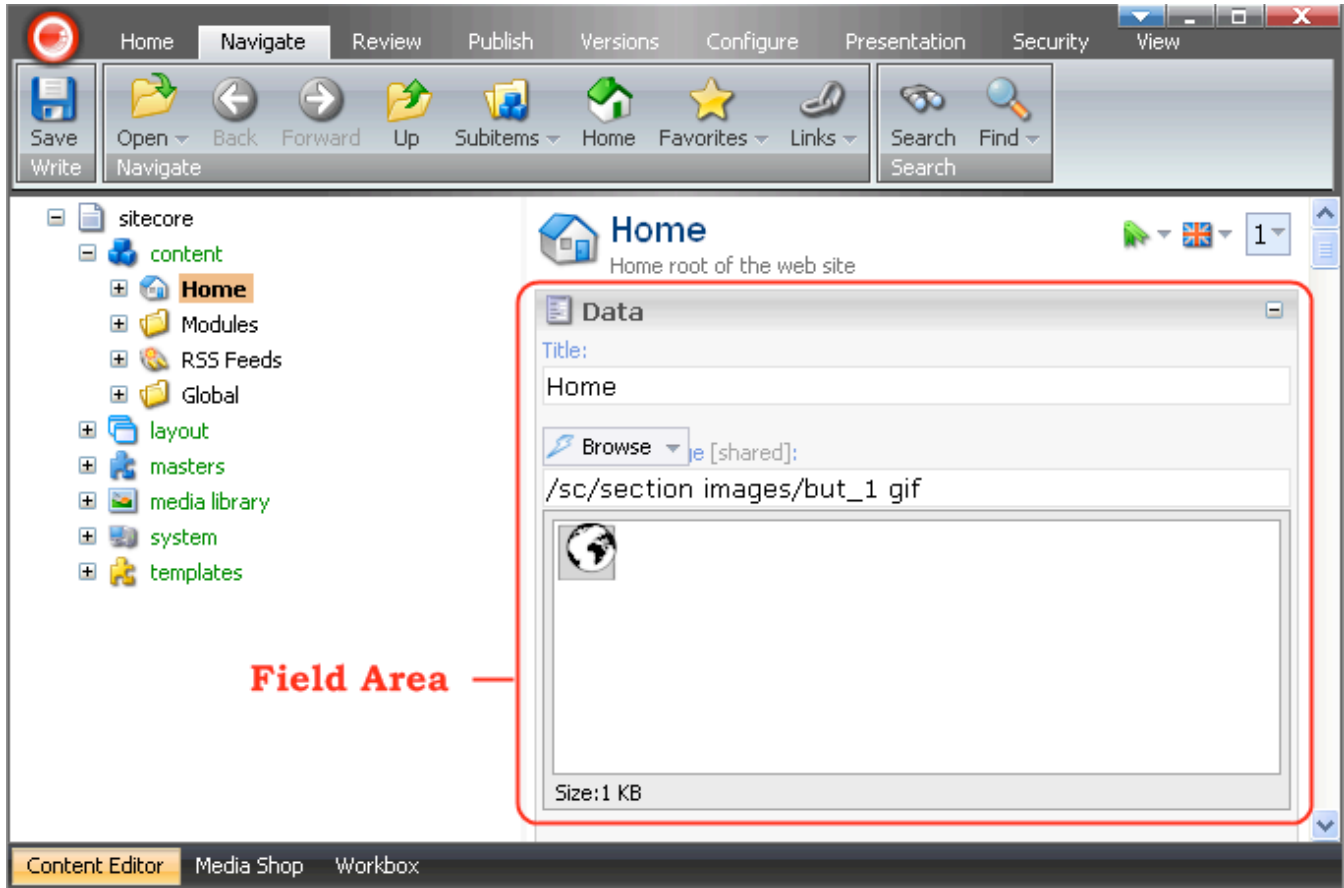 Home Navigate Review Publish Versions Configure Presentation Security View
Save Open Back Forward Up Subitems Home Favorites Links Search Find
Write Navigate Search
sitecore
content
Home
Modules
RSS Feeds
Global
layout
masters
media library
system
templates
Home
1
Home root of the web site
Data
Title:
Home
Browse ge [shared]:
/sc/section images/but_1 gif
Size:1 KB
Field Area
Content Editor Media Shop Workbox